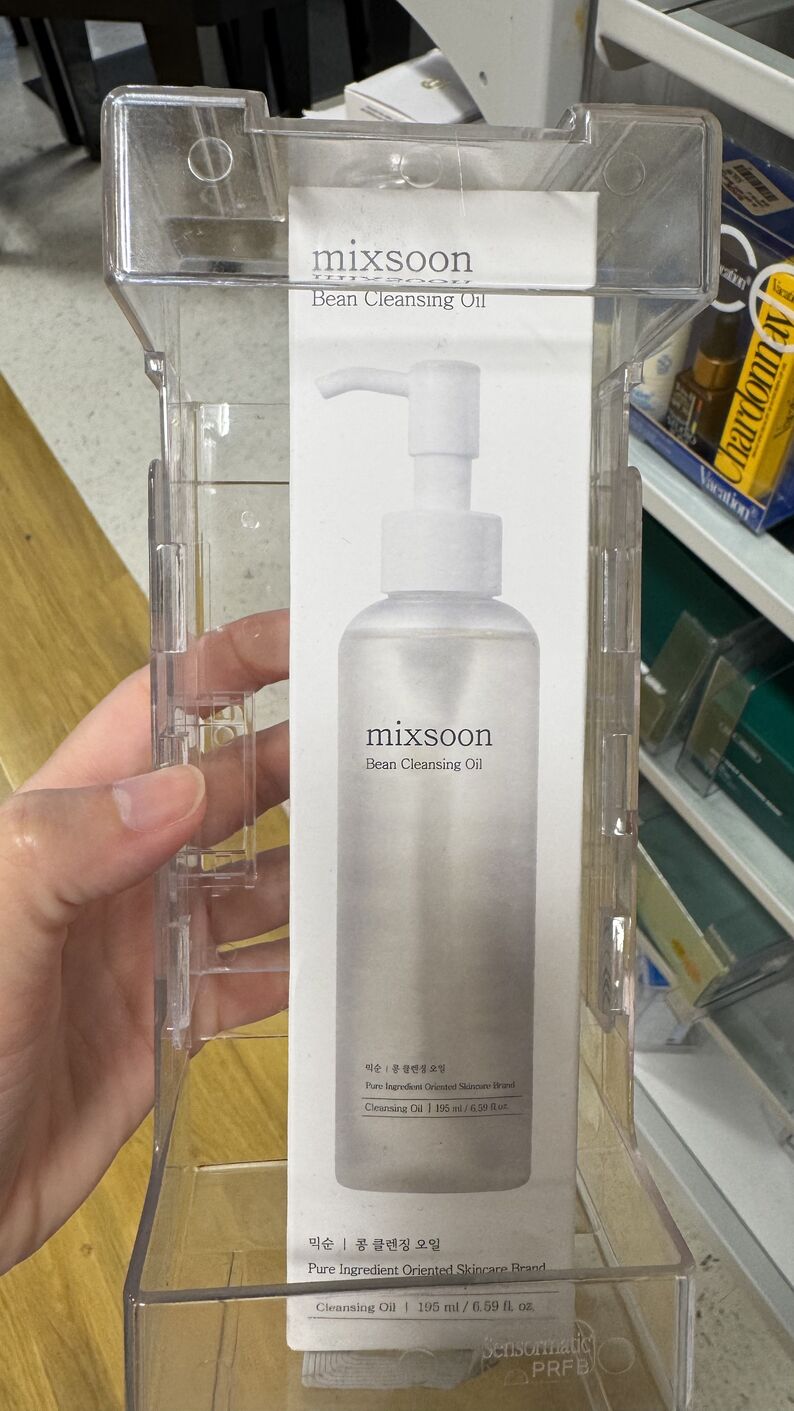 mixsoon
Bean Cleansing Oil
mixsoon
Bean Cleansing Oil
믹순 | 콩 클렌징 오일
Pure Ingredient Oriented Skincare Brand
Cleansing Oil | 195 ml / 6.59 fl. oz.
믹순 | 콩 클렌징 오일
Pure Ingredient Oriented Skincare Brand
Cleansing Oil | 195 ml / 6.59 fl. oz.
Sensormatic
PRFB
Vacation
Chardonnay
Vacation